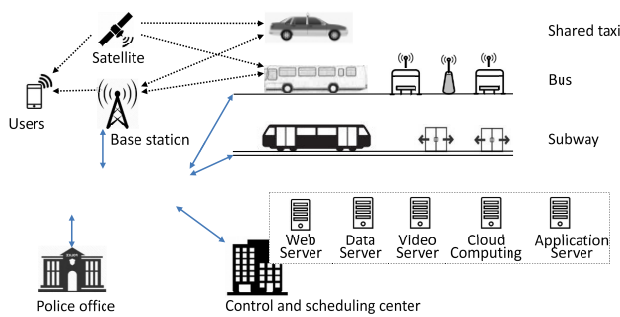 Shared taxi
Satellite
Bus
Users
Base station
Subway
Web
Server
Data
Server
Video
Server
Cloud
Computing
Application
Server
Police office
Control and scheduling center